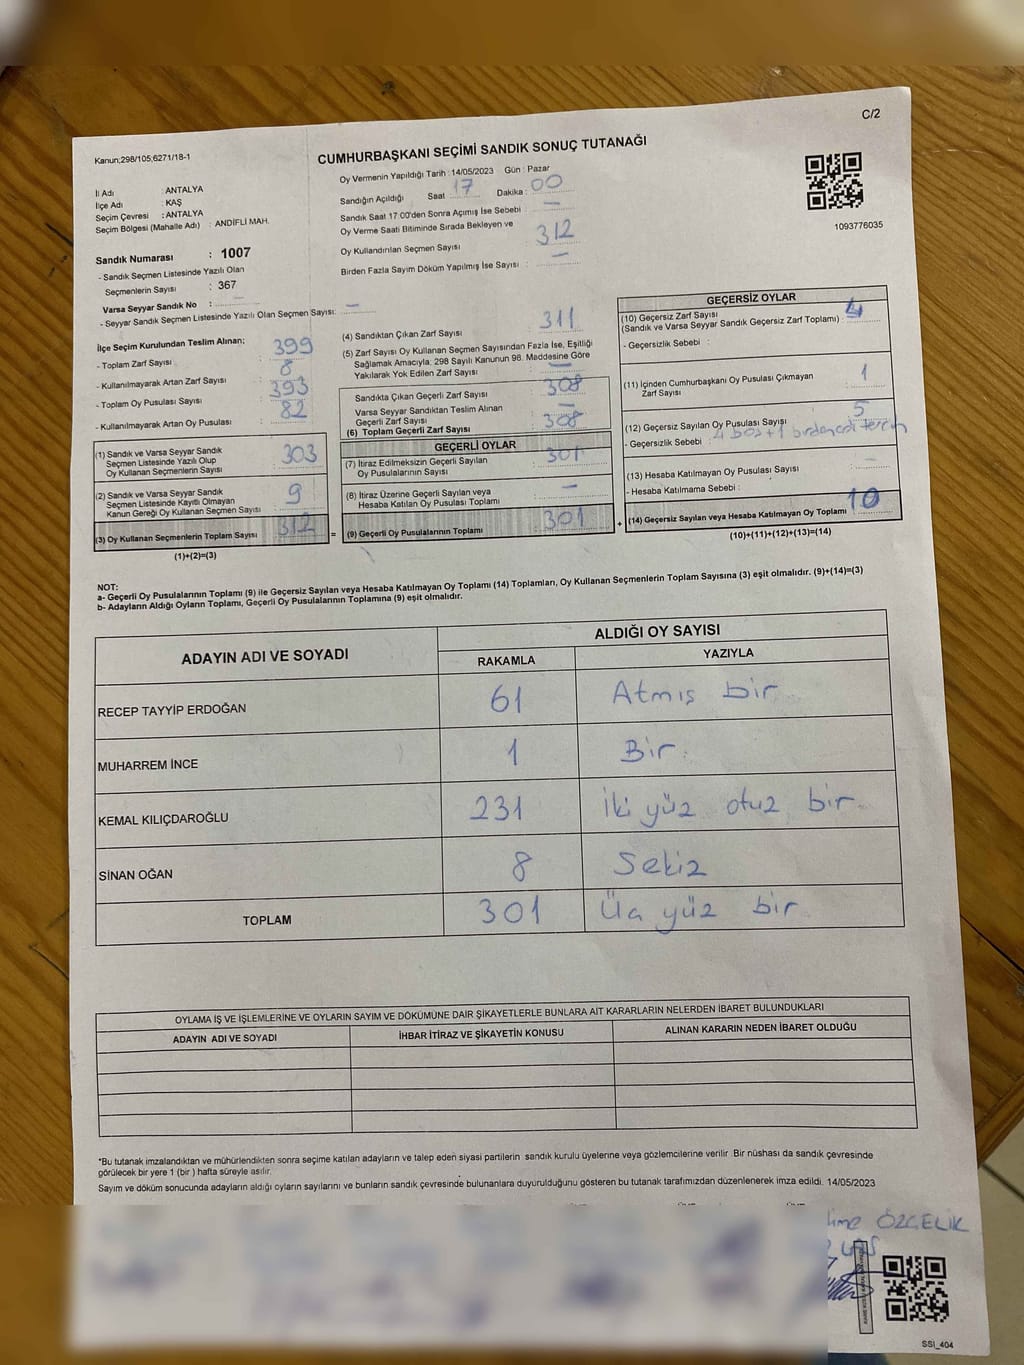 C/2
Kanun;298/105;6271/18-1
CUMHURBAŞKANI SEÇİMİ SANDIK SONUÇ TUTANAĞI
Oy Vermenin Yapıldığı Tarih : 14/05/2023 Gün : Pazar
İl Adı : ANTALYA
İlçe Adı : KAŞ
Seçim Çevresi : ANTALYA
Seçim Bölgesi (Mahalle Adı) : ANDİFLİ MAH.
Sandığın Açıldığı Saat : 17 Dakika : 00
Sandık Saat 17:00'den Sonra Açımış İse Sebebi : —
Oy Verme Saati Bitiminde Sırada Bekleyen ve
Oy Kullandırılan Seçmen Sayısı : 312
Birden Fazla Sayım Döküm Yapılmış İse Sayısı : —
1093776035
Sandık Numarası : 1007
- Sandık Seçmen Listesinde Yazılı Olan
Seçmenlerin Sayısı : 367
Varsa Seyyar Sandık No : —
- Seyyar Sandık Seçmen Listesinde Yazılı Olan Seçmen Sayısı: —
İlçe Seçim Kurulundan Teslim Alınan;
- Toplam Zarf Sayısı : 399
- Kullanılmayarak Artan Zarf Sayısı : 8
- Toplam Oy Pusulası Sayısı : 393
- Kullanılmayarak Artan Oy Pusulası : 82
(1) Sandık ve Varsa Seyyar Sandık
Seçmen Listesinde Yazılı Olup
Oy Kullanan Seçmenlerin Sayısı : 303
(2) Sandık ve Varsa Seyyar Sandık
Seçmen Listesinde Kayıtlı Olmayan
Kanun Gereği Oy Kullanan Seçmen Sayısı : 9
(3) Oy Kullanan Seçmenlerin Toplam Sayısı : 312
(1)+(2)=(3)
=
(4) Sandıktan Çıkan Zarf Sayısı : 311
(5) Zarf Sayısı Oy Kullanan Seçmen Sayısından Fazla İse, Eşitliği
Sağlamak Amacıyla; 298 Sayılı Kanunun 98. Maddesine Göre
Yakılarak Yok Edilen Zarf Sayısı : —
Sandıkta Çıkan Geçerli Zarf Sayısı : 308
Varsa Seyyar Sandıktan Teslim Alınan
Geçerli Zarf Sayısı : —
(6) Toplam Geçerli Zarf Sayısı : 308
GEÇERLİ OYLAR
(7) İtiraz Edilmeksizin Geçerli Sayılan
Oy Pusulalarının Sayısı : 301
(8) İtiraz Üzerine Geçerli Sayılan veya
Hesaba Katılan Oy Pusulası Toplamı : —
(9) Geçerli Oy Pusulalarının Toplamı : 301
+
GEÇERSİZ OYLAR
(10) Geçersiz Zarf Sayısı
(Sandık ve Varsa Seyyar Sandık Geçersiz Zarf Toplamı) : 4
- Geçersizlik Sebebi :
(11) İçinden Cumhurbaşkanı Oy Pusulası Çıkmayan
Zarf Sayısı : 1
(12) Geçersiz Sayılan Oy Pusulası Sayısı : 5
- Geçersizlik Sebebi : 4 boş + 1
(13) Hesaba Katılmayan Oy Pusulası Sayısı : —
- Hesaba Katılmama Sebebi :
(14) Geçersiz Sayılan veya Hesaba Katılmayan Oy Toplamı : 10
(10)+(11)+(12)+(13)=(14)
NOT:
a- Geçerli Oy Pusulalarının Toplamı (9) ile Geçersiz Sayılan veya Hesaba Katılmayan Oy Toplamı (14) Toplamları, Oy Kullanan Seçmenlerin Toplam Sayısına (3) eşit olmalıdır. (9)+(14)=(3)
b- Adayların Aldığı Oyların Toplamı, Geçerli Oy Pusulalarının Toplamına (9) eşit olmalıdır.
ADAYIN ADI VE SOYADI
ALDIĞI OY SAYISI
RAKAMLA YAZIYLA
RECEP TAYYİP ERDOĞAN 61 Atmış bir
MUHARREM İNCE 1 Bir.
KEMAL KILIÇDAROĞLU 231 İki yüz otuz bir
SİNAN OĞAN 8 Sekiz
TOPLAM 301 Üç yüz bir
OYLAMA İŞ VE İŞLEMLERİNE VE OYLARIN SAYIM VE DÖKÜMÜNE DAİR ŞİKAYETLERLE BUNLARA AİT KARARLARIN NELERDEN İBARET BULUNDUKLARI
ADAYIN ADI VE SOYADI İHBAR İTİRAZ VE ŞİKAYETİN KONUSU ALINAN KARARIN NEDEN İBARET OLDUĞU
*Bu tutanak imzalandıktan ve mühürlendikten sonra seçime katılan adayların ve talep eden siyasi partilerin sandık kurulu üyelerine veya gözlemcilerine verilir. Bir nüshası da sandık çevresinde
görülecek bir yere 1 (bir ) hafta süreyle asılır.
Sayım ve döküm sonucunda adayların aldığı oyların sayılarını ve bunların sandık çevresinde bulunanlara duyurulduğunu gösteren bu tutanak tarafımızdan düzenlenerek imza edildi. 14/05/2023
ÖZÇELİK
SSİ_404